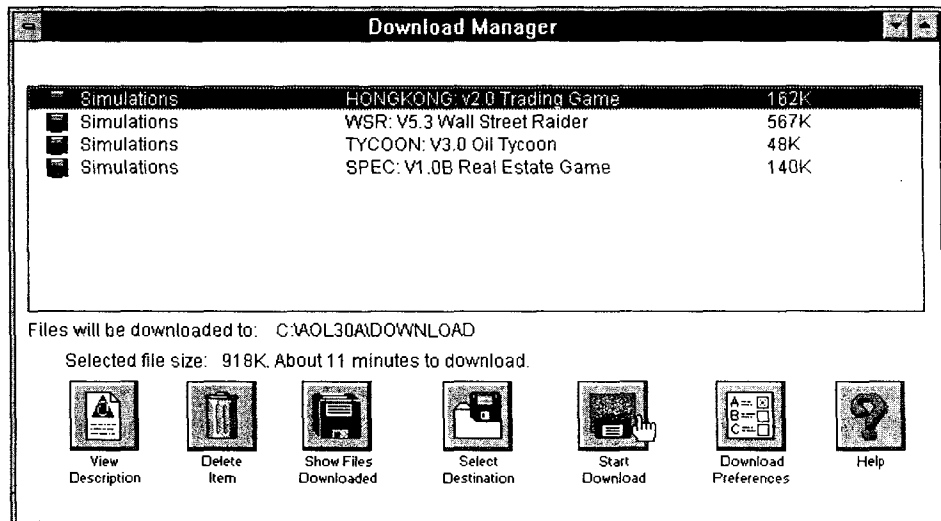 Download Manager
Simulations HONGKONG: v2.0 Trading Game 162K
Simulations WSR: V5.3 Wall Street Raider 567K
Simulations TYCOON: V3.0 Oil Tycoon 48K
Simulations SPEC: V1.0B Real Estate Game 140K
Files will be downloaded to: C:\AOL30A\DOWNLOAD
Selected file size: 918K. About 11 minutes to download.
View Description
Delete Item
Show Files Downloaded
Select Destination
Start Download
A= B= C=
Download Preferences
Help